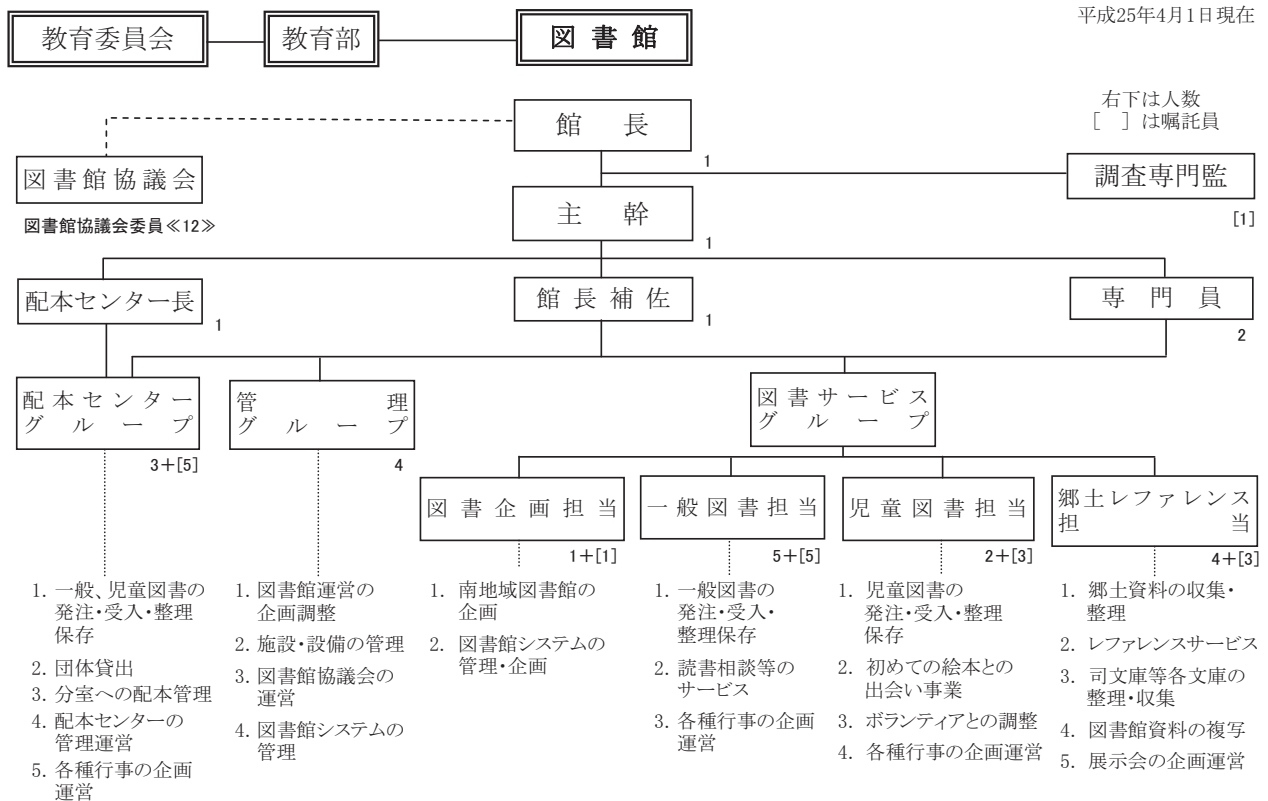 平成25年4月1日現在
教育委員会
教育部
図書館
右下は人数
[ ]は嘱託員
館長
1
図書館協議会
図書館協議会委員≪12≫
調査専門監
[1]
主幹
1
配本センター長
1
館長補佐
1
専門員
2
配本センター
グループ
3+[5]
管理
グループ
4
図書サービス
グループ
図書企画担当
1+[1]
一般図書担当
5+[5]
児童図書担当
2+[3]
郷土レファレンス
担当
4+[3]
1. 一般、児童図書の
発注・受入・整理
保存
2. 団体貸出
3. 分室への配本管理
4. 配本センターの
管理運営
5. 各種行事の企画
運営
1. 図書館運営の
企画調整
2. 施設・設備の管理
3. 図書館協議会の
運営
4. 図書館システムの
管理
1. 南地域図書館の
企画
2. 図書館システムの
管理・企画
1. 一般図書の
発注・受入・
整理保存
2. 読書相談等の
サービス
3. 各種行事の企画
運営
1. 児童図書の
発注・受入・整理
保存
2. 初めての絵本との
出会い事業
3. ボランティアとの調整
4. 各種行事の企画運営
1. 郷土資料の収集・
整理
2. レファレンスサービス
3. 司文庫等各文庫の
整理・収集
4. 図書館資料の複写
5. 展示会の企画運営